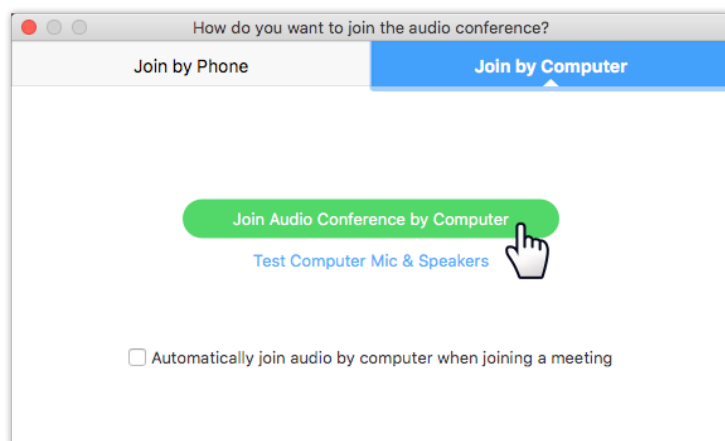 How do you want to join the audio conference?
Join by Phone
Join by Computer
Join Audio Conference by Computer
Test Computer Mic & Speakers
Automatically join audio by computer when joining a meeting